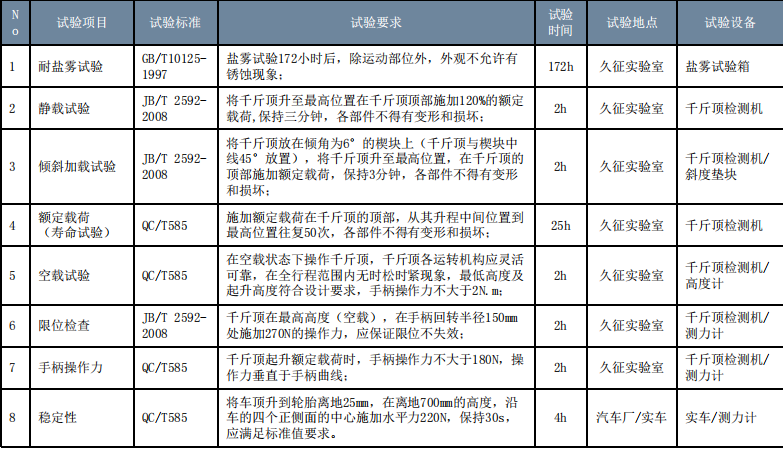 No 试验项目 试验标准 试验要求 试验时间 试验地点 试验设备
1 耐盐雾试验 GB/T10125-1997 盐雾试验172小时后，除运动部位外，外观不允许有
锈蚀现象； 172h 久征实验室 盐雾试验箱
2 静载试验 JB/T 2592-2008 将千斤顶升至最高位置在千斤顶顶部施加120%的额定
载荷,保持三分钟，各部件不得有变形和损坏； 2h 久征实验室 千斤顶检测机
3 倾斜加载试验 JB/T 2592-2008 将千斤顶放在倾角为6°的楔块上（千斤顶与楔块中
线45°放置），将千斤顶升至最高位置，在千斤顶的
顶部施加额定载荷，保持3分钟，各部件不得有变形
和损坏； 2h 久征实验室 千斤顶检测机/
斜度垫块
4 额定载荷
（寿命试验） QC/T585 施加额定载荷在千斤顶的顶部，从其升程中间位置到
最高位置往复50次，各部件不得有变形和损坏； 25h 久征实验室 千斤顶检测机
5 空载试验 QC/T585 在空载状态下操作千斤顶，千斤顶各运转机构应灵活
可靠，在全行程范围内无时松时紧现象，最低高度及
起升高度符合设计要求，手柄操作力不大于2N.m； 2h 久征实验室 千斤顶检测机/
高度计
6 限位检查 JB/T 2592-2008 千斤顶在最高高度（空载），在手柄回转半径150mm
处施加270N的操作力，应保证限位不失效； 2h 久征实验室 千斤顶检测机/
测力计
7 手柄操作力 QC/T585 千斤顶起升额定载荷时，手柄操作力不大于180N，操
作力垂直于手柄曲线； 2h 久征实验室 千斤顶检测机/
测力计
8 稳定性 QC/T585 将车顶升到轮胎离地25mm，在离地700mm的高度，沿
车的四个正侧面的中心施加水平力220N，保持30s，
应满足标准值要求。 4h 汽车厂/实车 实车/测力计